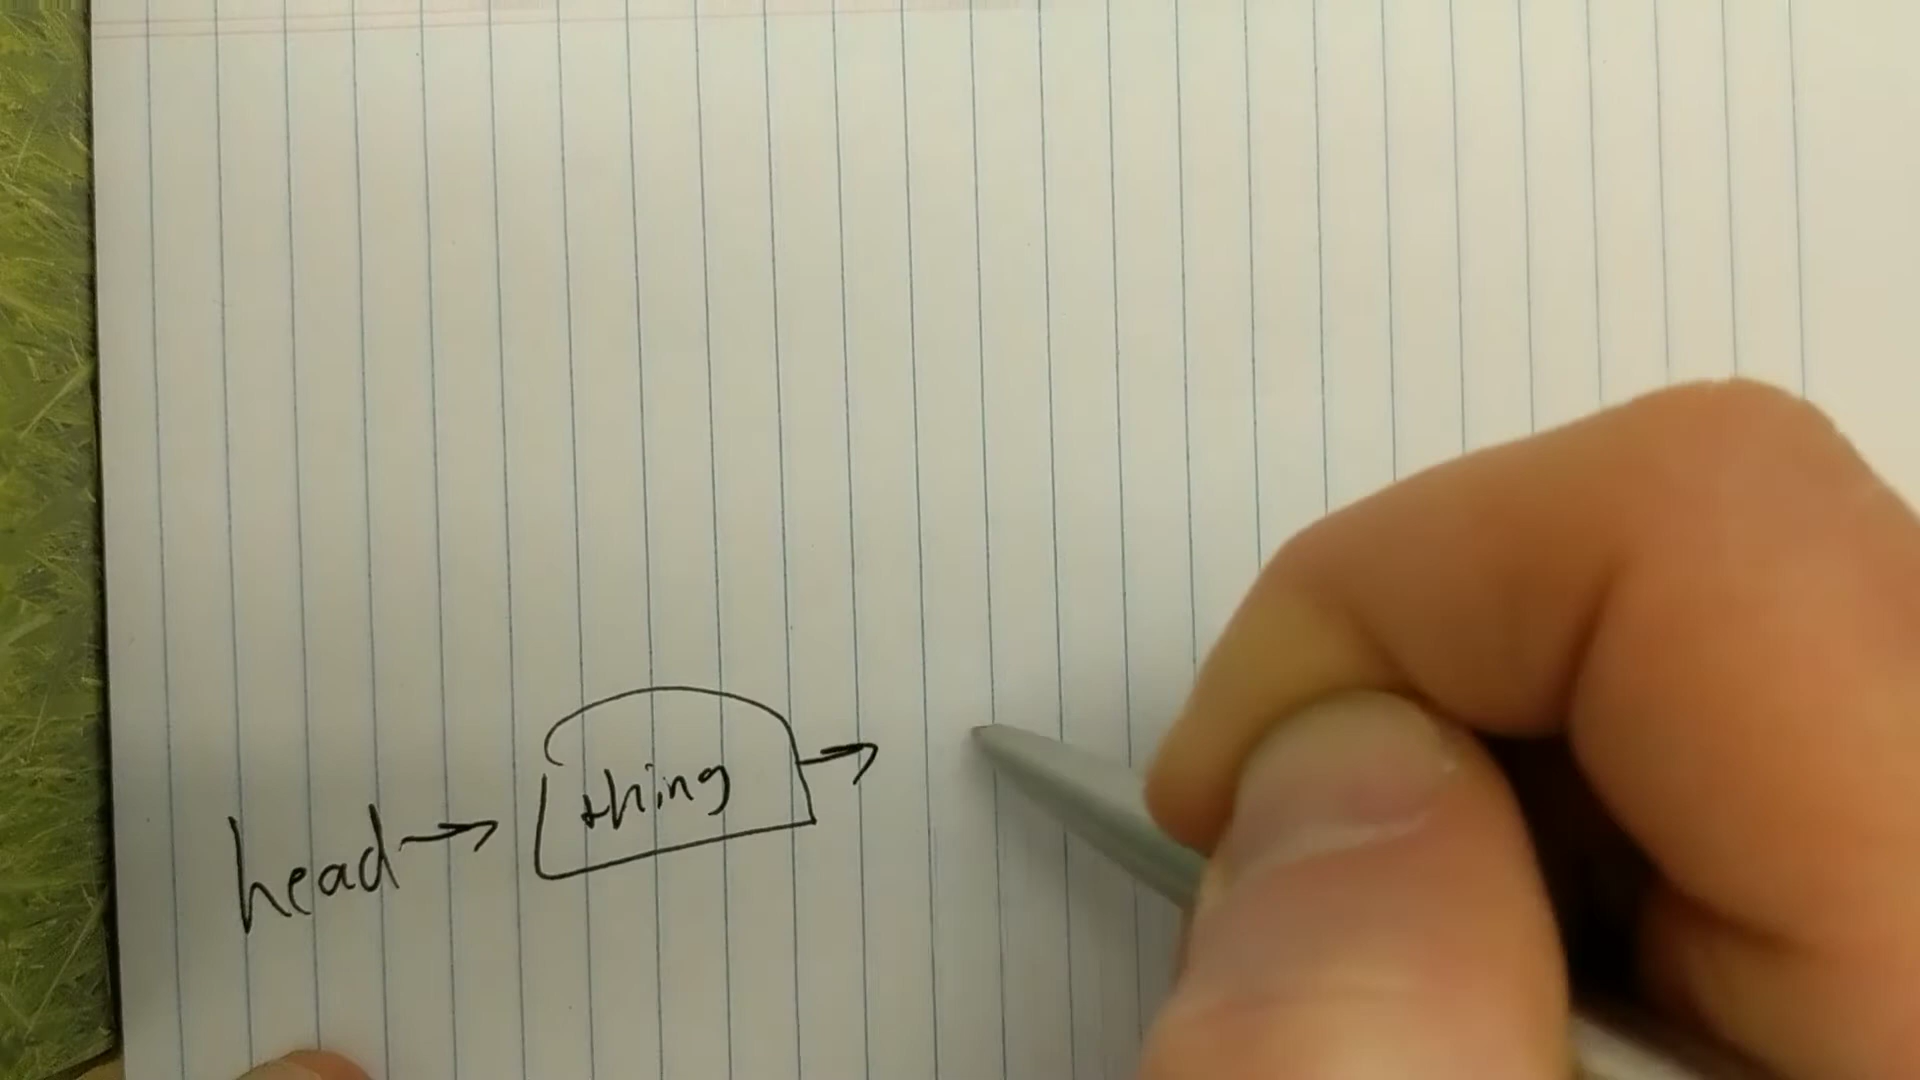 head → thing →